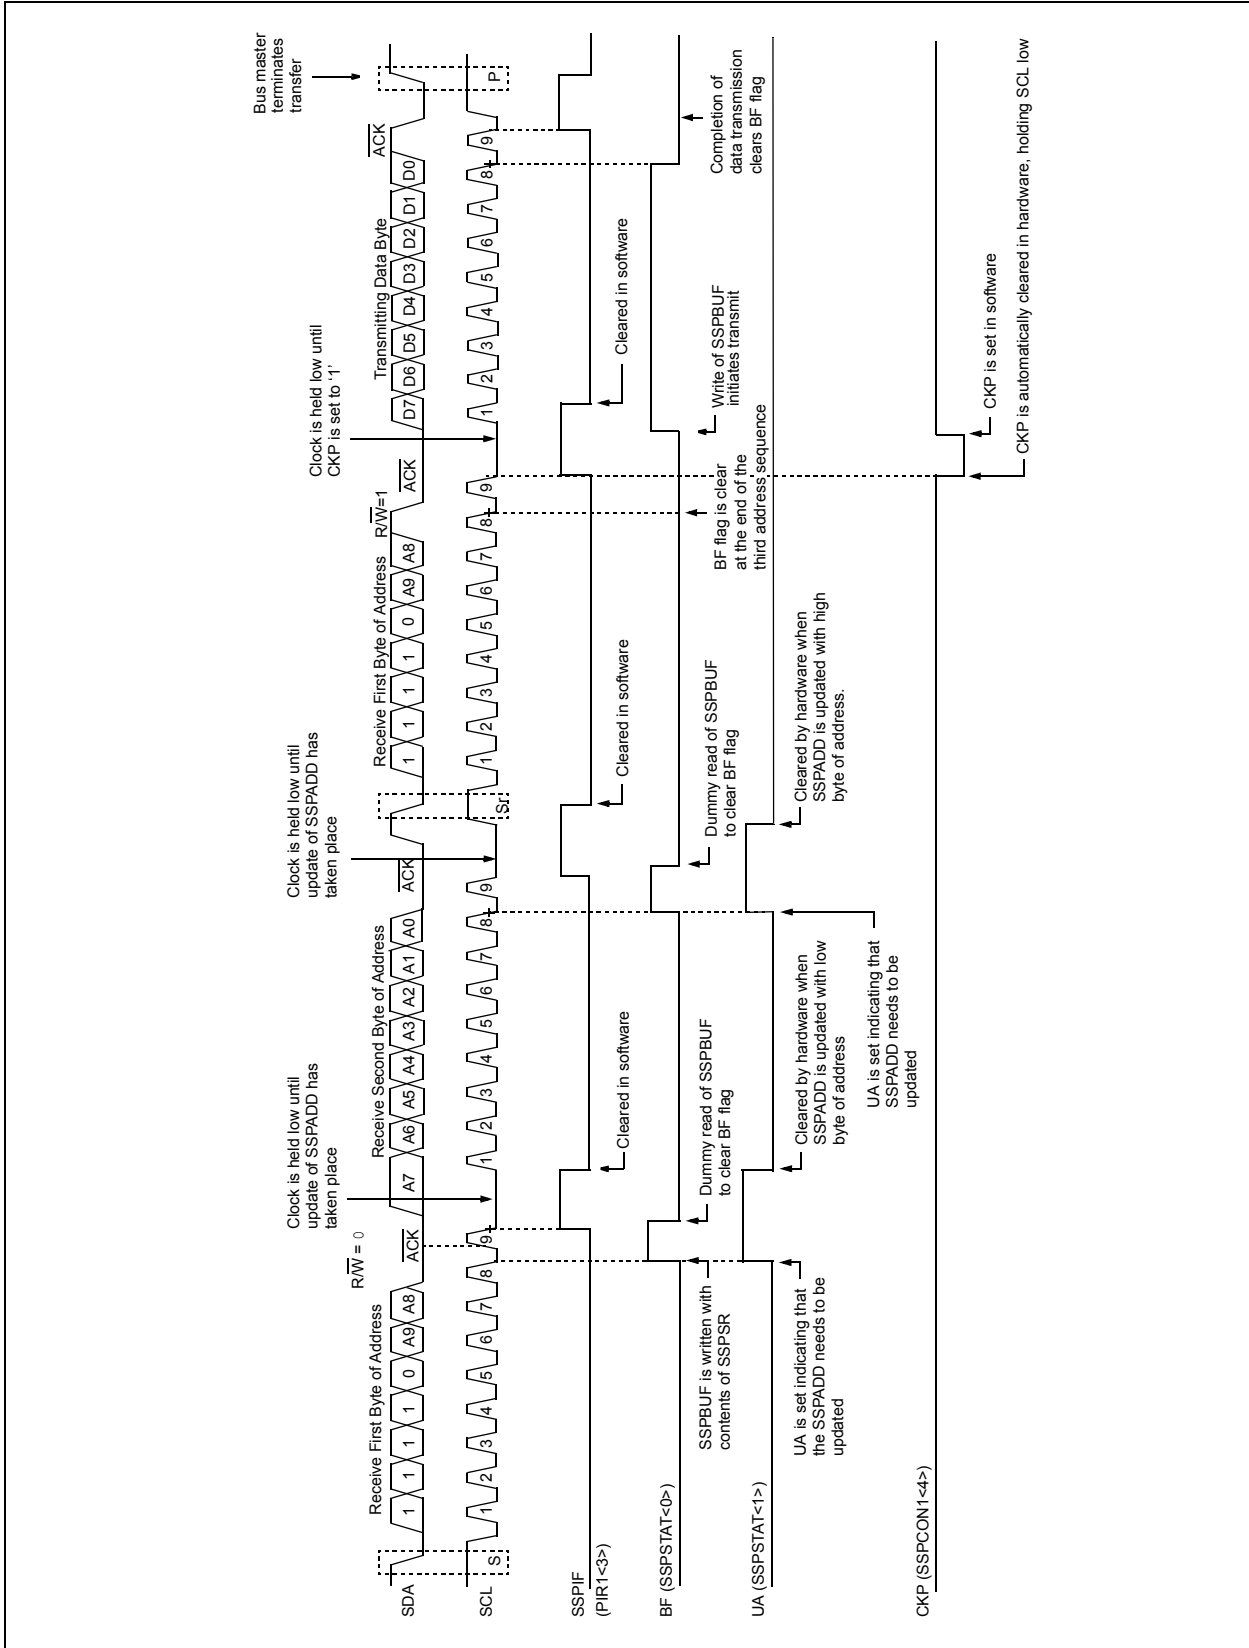 Bus master
terminates
transfer
Clock is held low until
update of SSPADD has
taken place
Clock is held low until
update of SSPADD has
taken place
Clock is held low until
CKP is set to ‘1’
R/W = 0
R/W=1
Receive First Byte of Address
Receive Second Byte of Address
Receive First Byte of Address
Transmitting Data Byte
ACK
ACK
ACK
ACK
SDA
1 1 1 1 0 A9 A8
A7 A6 A5 A4 A3 A2 A1 A0
1 1 1 1 0 A9 A8
D7 D6 D5 D4 D3 D2 D1 D0
SCL
S
1 2 3 4 5 6 7 8 9
1 2 3 4 5 6 7 8 9
Sr
1 2 3 4 5 6 7 8 9
1 2 3 4 5 6 7 8 9
P
SSPIF
(PIR1<3>)
Cleared in software
Cleared in software
Cleared in software
BF (SSPSTAT<0>)
SSPBUF is written with
contents of SSPSR
Dummy read of SSPBUF
to clear BF flag
Dummy read of SSPBUF
to clear BF flag
BF flag is clear
at the end of the
third address sequence
Write of SSPBUF
initiates transmit
Completion of
data transmission
clears BF flag
UA (SSPSTAT<1>)
UA is set indicating that
the SSPADD needs to be
updated
Cleared by hardware when
SSPADD is updated with low
byte of address
UA is set indicating that
SSPADD needs to be
updated
Cleared by hardware when
SSPADD is updated with high
byte of address.
CKP (SSPCON1<4>)
CKP is set in software
CKP is automatically cleared in hardware, holding SCL low